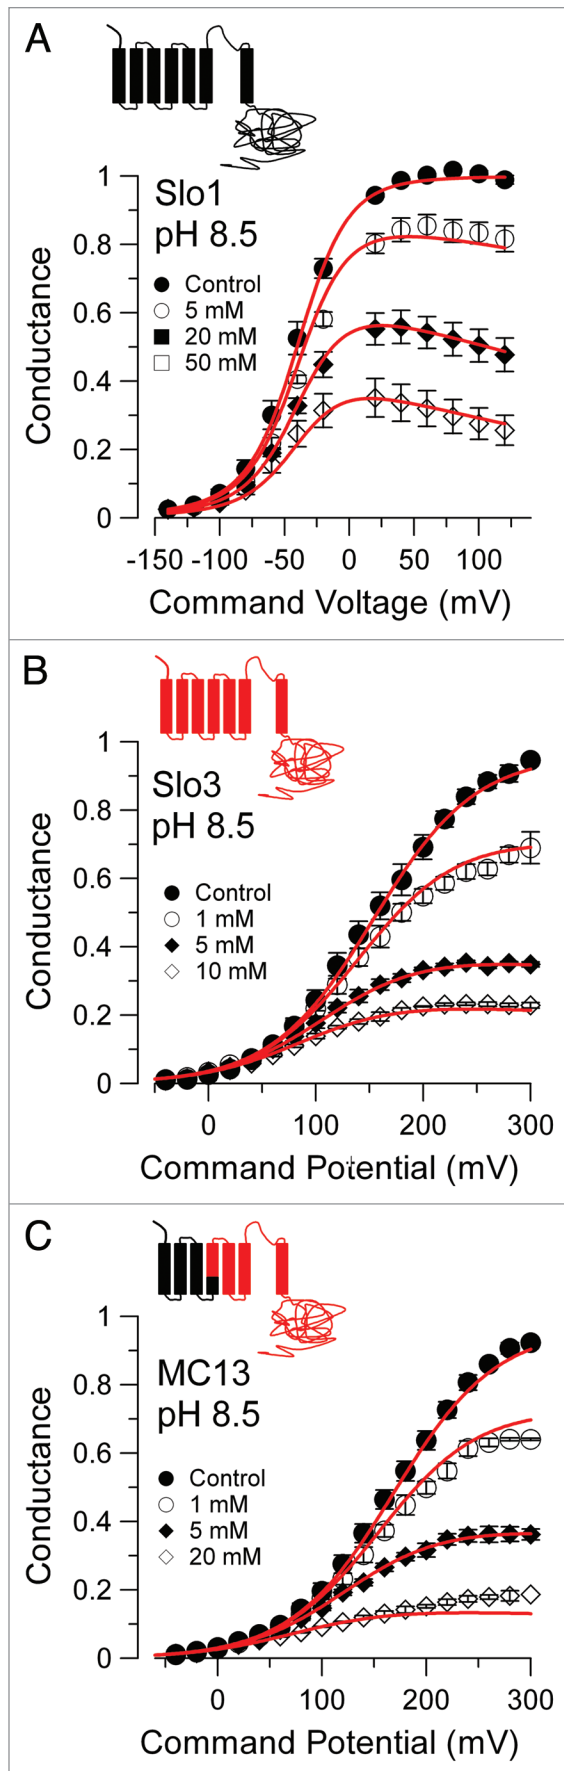 A
Slo1
pH 8.5
Control
5 mM
20 mM
50 mM
Conductance
1
0.8
0.6
0.4
0.2
0
-150 -100 -50 0 50 100
Command Voltage (mV)
B
Slo3
pH 8.5
Control
1 mM
5 mM
10 mM
Conductance
1
0.8
0.6
0.4
0.2
0
0 100 200 300
Command Potential (mV)
C
MC13
pH 8.5
Control
1 mM
5 mM
20 mM
Conductance
1
0.8
0.6
0.4
0.2
0
0 100 200 300
Command Potential (mV)